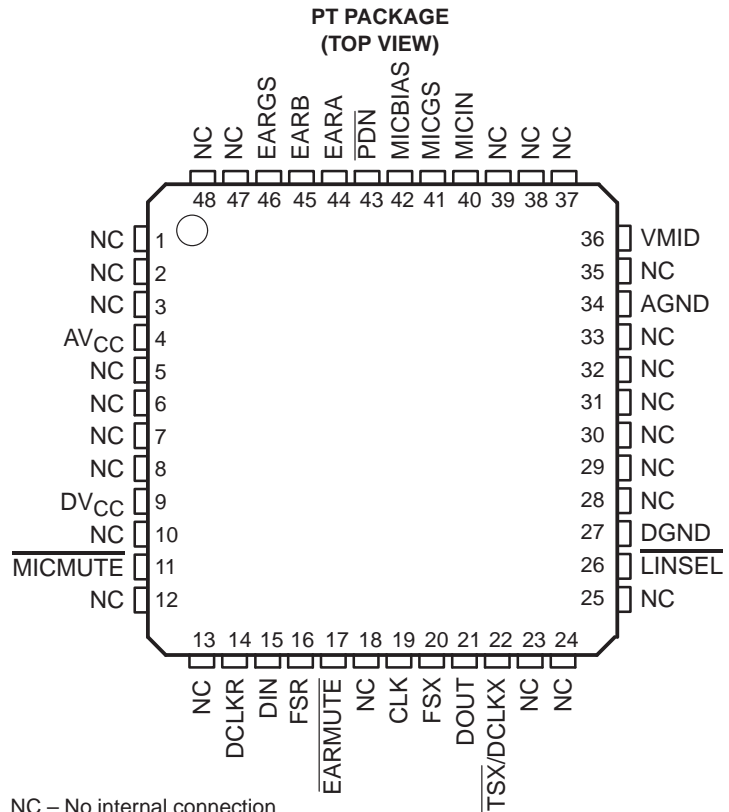 PT PACKAGE
(TOP VIEW)
NC
NC
EARGS
EARB
EARA
PDN
MICBIAS
MICGS
MICIN
NC
NC
NC
48 47 46 45 44 43 42 41 40 39 38 37
NC 1
NC 2
NC 3
AVCC 4
NC 5
NC 6
NC 7
NC 8
DVCC 9
NC 10
MICMUTE 11
NC 12
36 VMID
35 NC
34 AGND
33 NC
32 NC
31 NC
30 NC
29 NC
28 NC
27 DGND
26 LINSEL
25 NC
13 14 15 16 17 18 19 20 21 22 23 24
NC
DCLKR
DIN
FSR
EARMUTE
NC
CLK
FSX
DOUT
TSX/DCLKX
NC
NC
NC – No internal connection